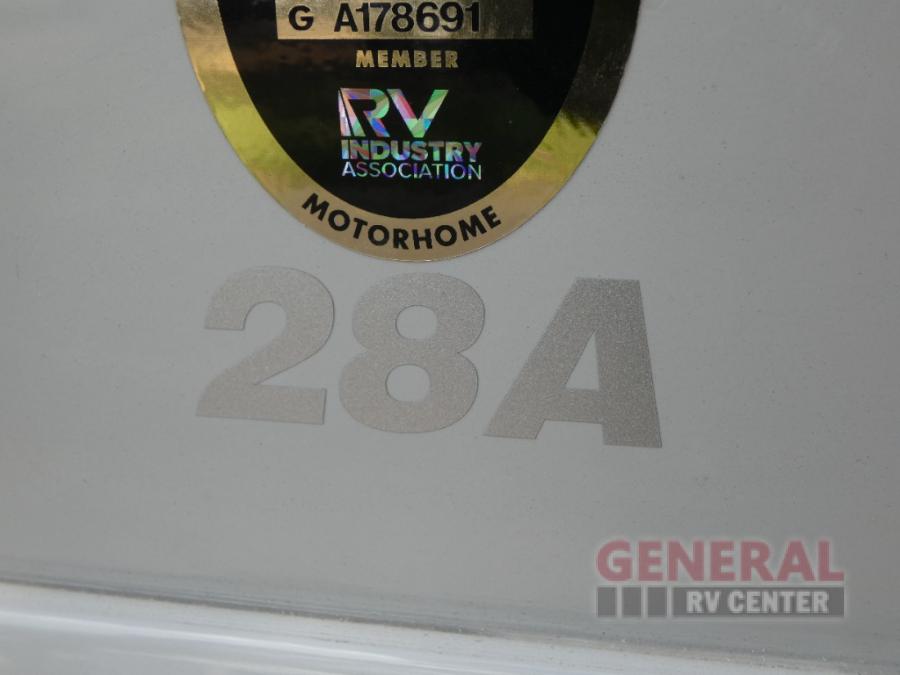 G A178691
MEMBER
RV
INDUSTRY
ASSOCIATION
MOTORHOME
28A
GENERAL
RV CENTER